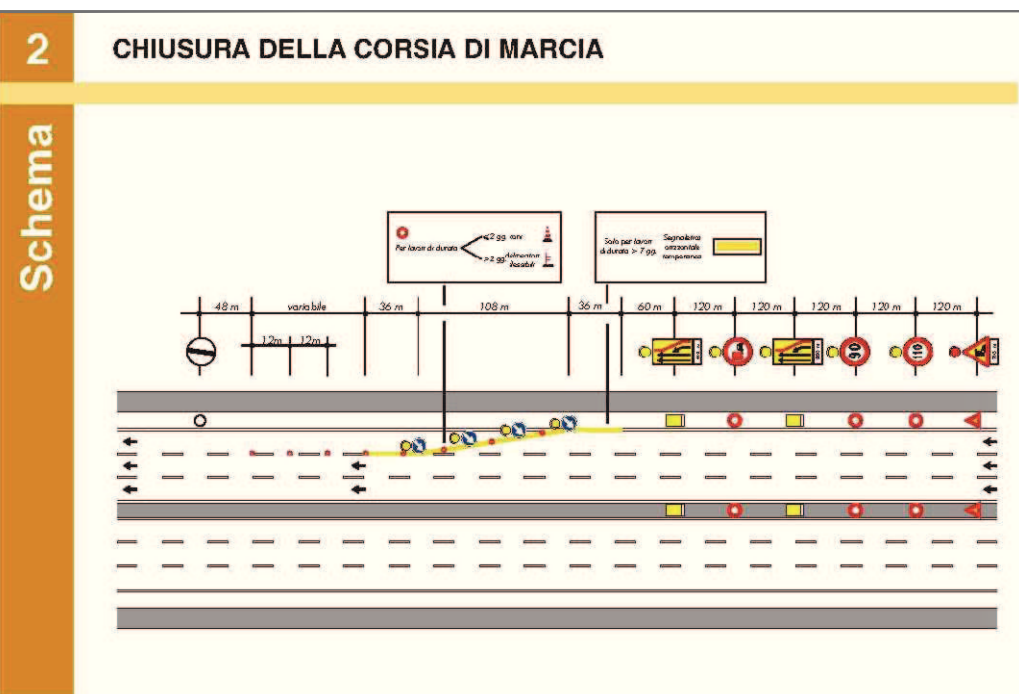 2
CHIUSURA DELLA CORSIA DI MARCIA
Schema
Per lavori di durata
≤2 gg. coni
>2 gg. delineatori flessibili
Solo per lavori
di durata > 7 gg.
Segnaletica
orizzontale
temporanea
48 m
variabile
36 m
108 m
36 m
60 m
120 m
120 m
120 m
120 m
120 m
12m
12m
90
110